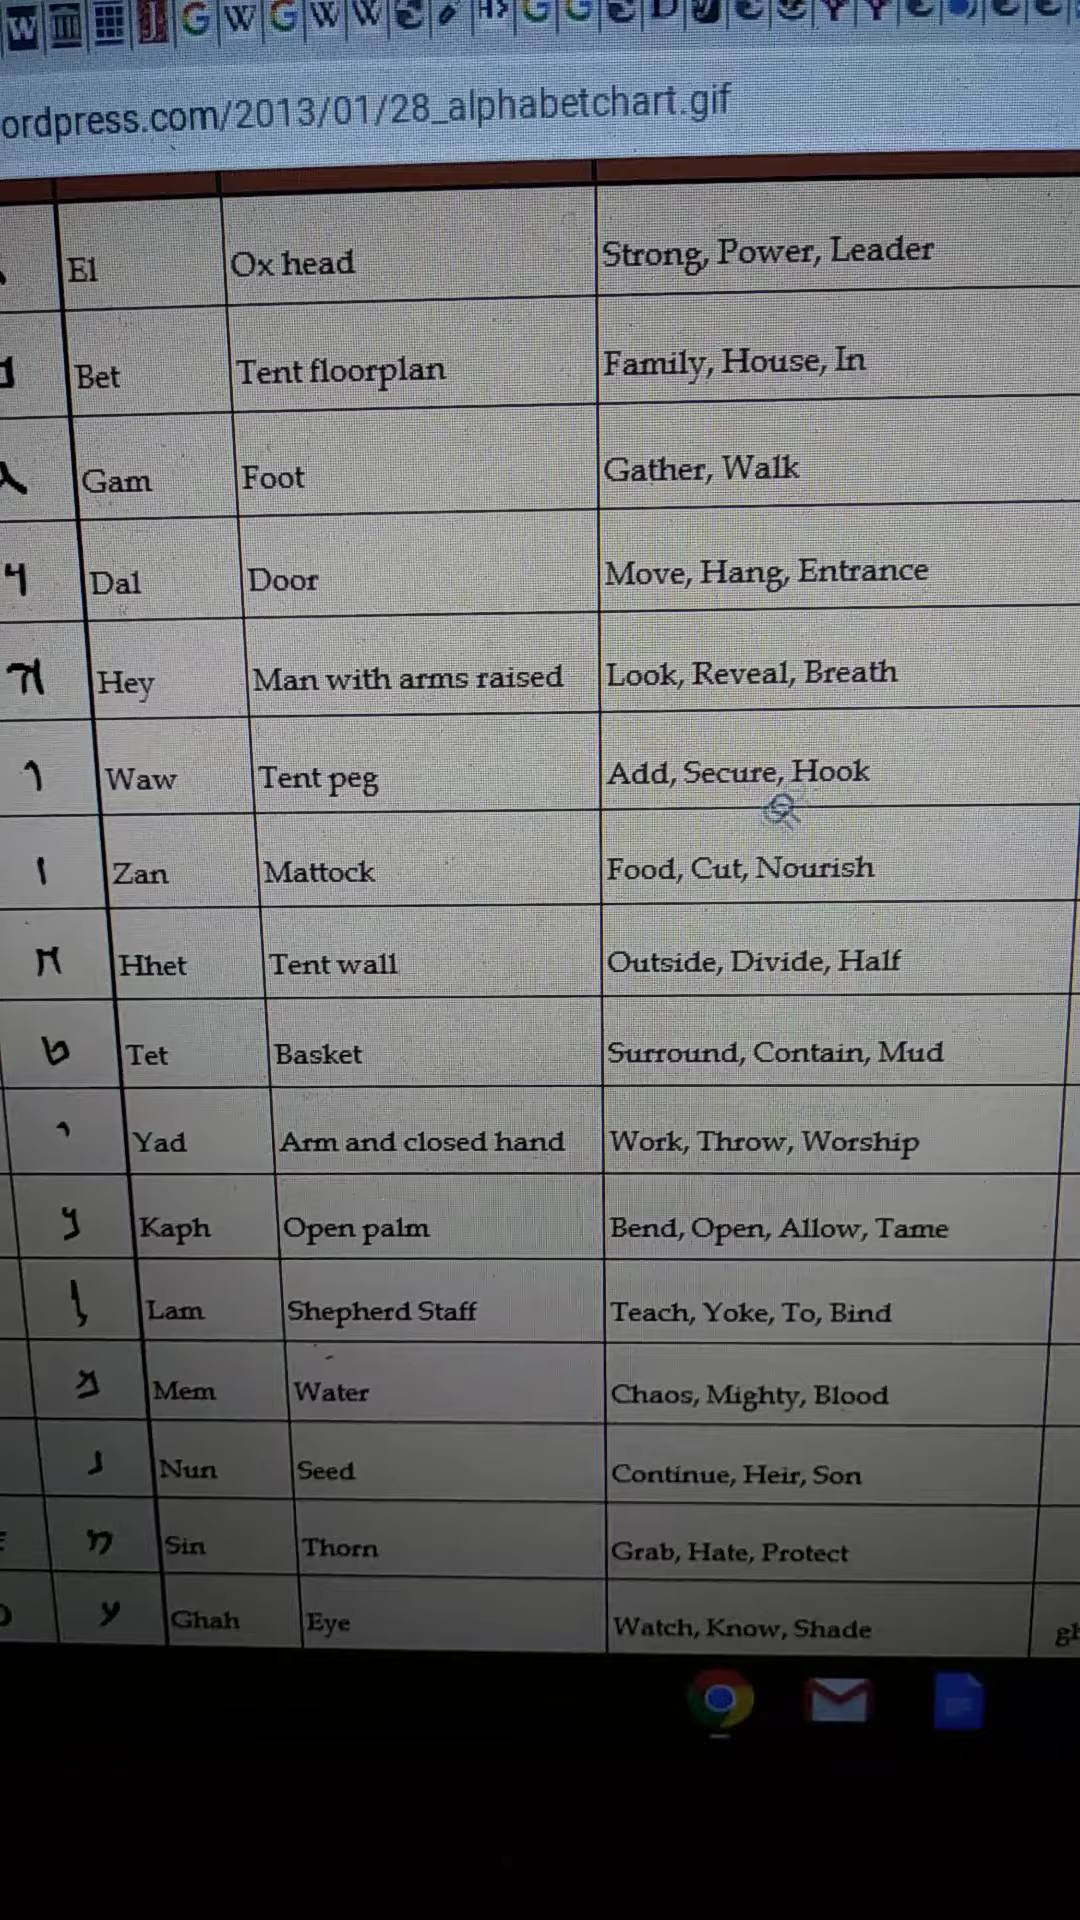 ordpress.com/2013/01/28_alphabetchart.gif
El Ox head Strong, Power, Leader
Bet Tent floorplan Family, House, In
Gam Foot Gather, Walk
Dal Door Move, Hang, Entrance
Hey Man with arms raised Look, Reveal, Breath
Waw Tent peg Add, Secure, Hook
Zan Mattock Food, Cut, Nourish
Hhet Tent wall Outside, Divide, Half
Tet Basket Surround, Contain, Mud
Yad Arm and closed hand Work, Throw, Worship
Kaph Open palm Bend, Open, Allow, Tame
Lam Shepherd Staff Teach, Yoke, To, Bind
Mem Water Chaos, Mighty, Blood
Nun Seed Continue, Heir, Son
Sin Thorn Grab, Hate, Protect
Ghah Eye Watch, Know, Shade